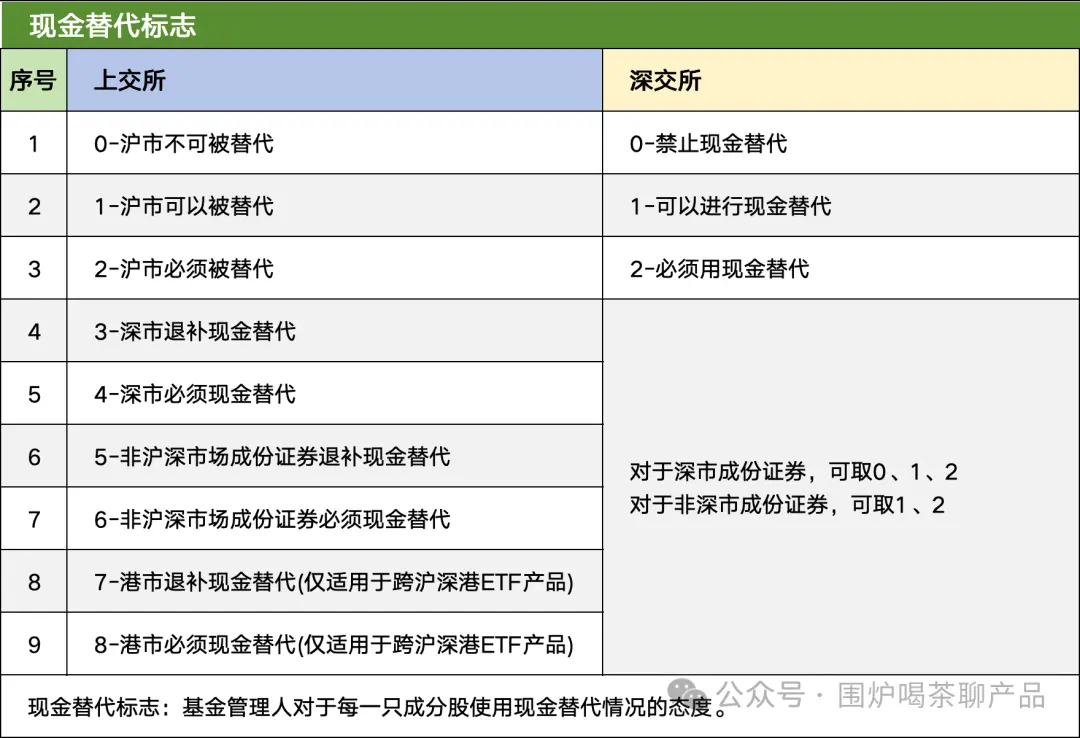 现金替代标志
序号 上交所 深交所
1 0-沪市不可被替代 0-禁止现金替代
2 1-沪市可以被替代 1-可以进行现金替代
3 2-沪市必须被替代 2-必须用现金替代
4 3-深市退补现金替代
5 4-深市必须现金替代
6 5-非沪深市场成份证券退补现金替代
7 6-非沪深市场成份证券必须现金替代
8 7-港市退补现金替代(仅适用于跨沪深港ETF产品)
9 8-港市必须现金替代(仅适用于跨沪深港ETF产品)
对于深市成份证券，可取0、1、2
对于非深市成份证券，可取1、2
现金替代标志：基金管理人对于每一只成分股使用现金替代情况的态度。
公众号·围炉喝茶聊产品